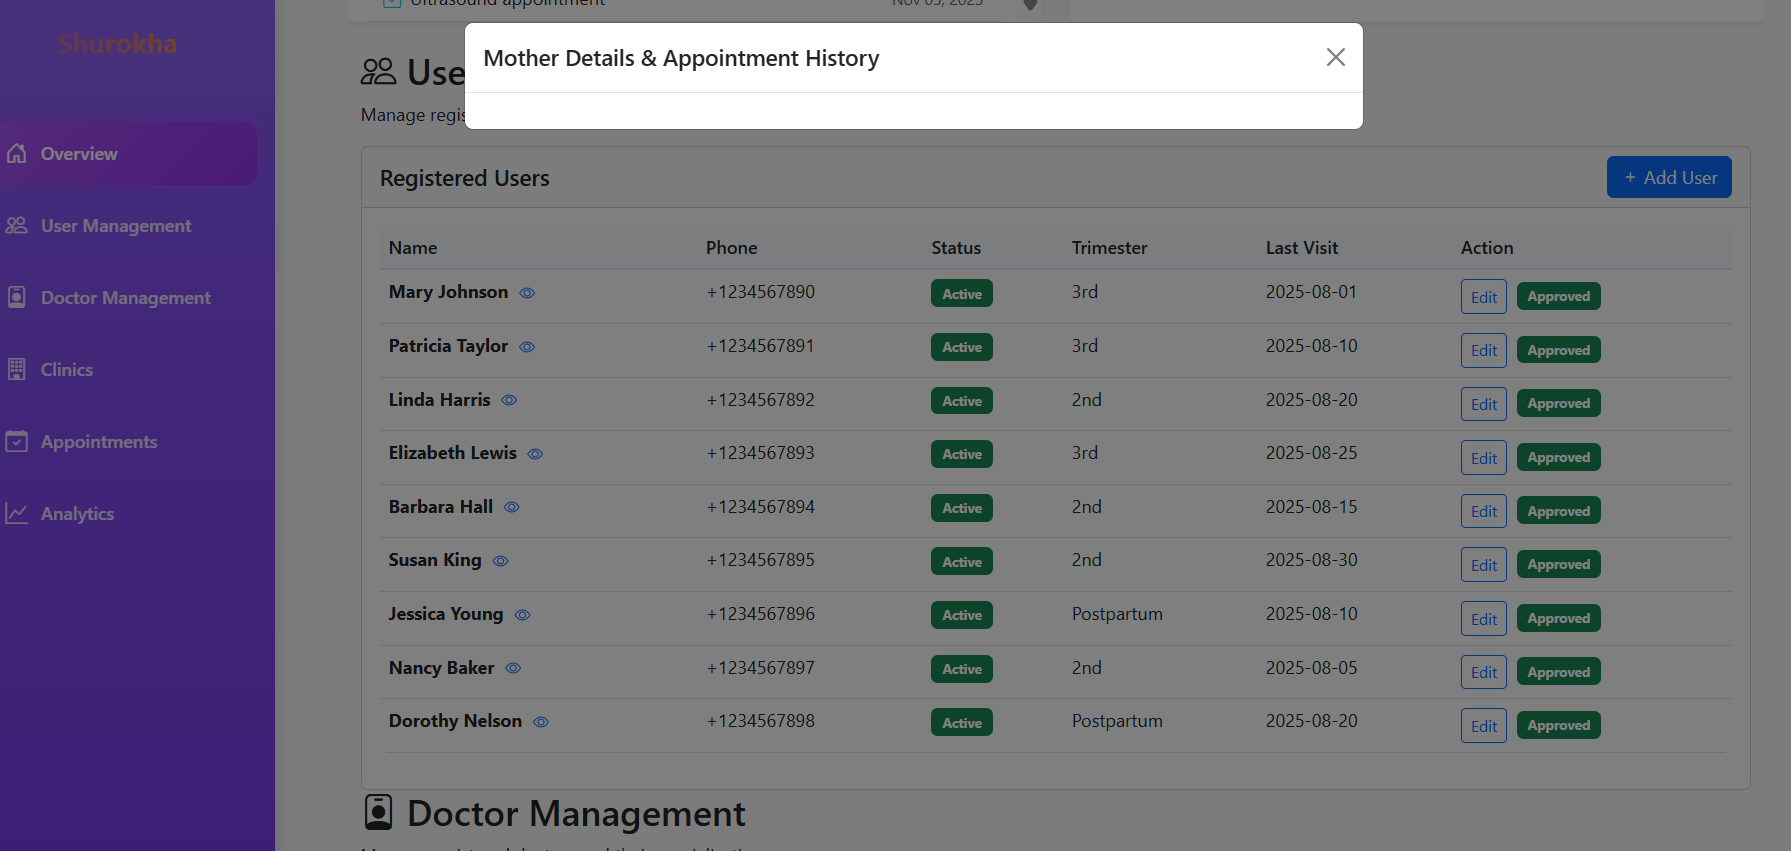 Ultrasound appointment Nov 05, 2025
Shurokha
Mother Details & Appointment History
Use
Manage regis
Overview
User Management
Doctor Management
Clinics
Appointments
Analytics
Registered Users
+ Add User
Name Phone Status Trimester Last Visit Action
Mary Johnson +1234567890 Active 3rd 2025-08-01 Edit Approved
Patricia Taylor +1234567891 Active 3rd 2025-08-10 Edit Approved
Linda Harris +1234567892 Active 2nd 2025-08-20 Edit Approved
Elizabeth Lewis +1234567893 Active 3rd 2025-08-25 Edit Approved
Barbara Hall +1234567894 Active 2nd 2025-08-15 Edit Approved
Susan King +1234567895 Active 2nd 2025-08-30 Edit Approved
Jessica Young +1234567896 Active Postpartum 2025-08-10 Edit Approved
Nancy Baker +1234567897 Active 2nd 2025-08-05 Edit Approved
Dorothy Nelson +1234567898 Active Postpartum 2025-08-20 Edit Approved
Doctor Management